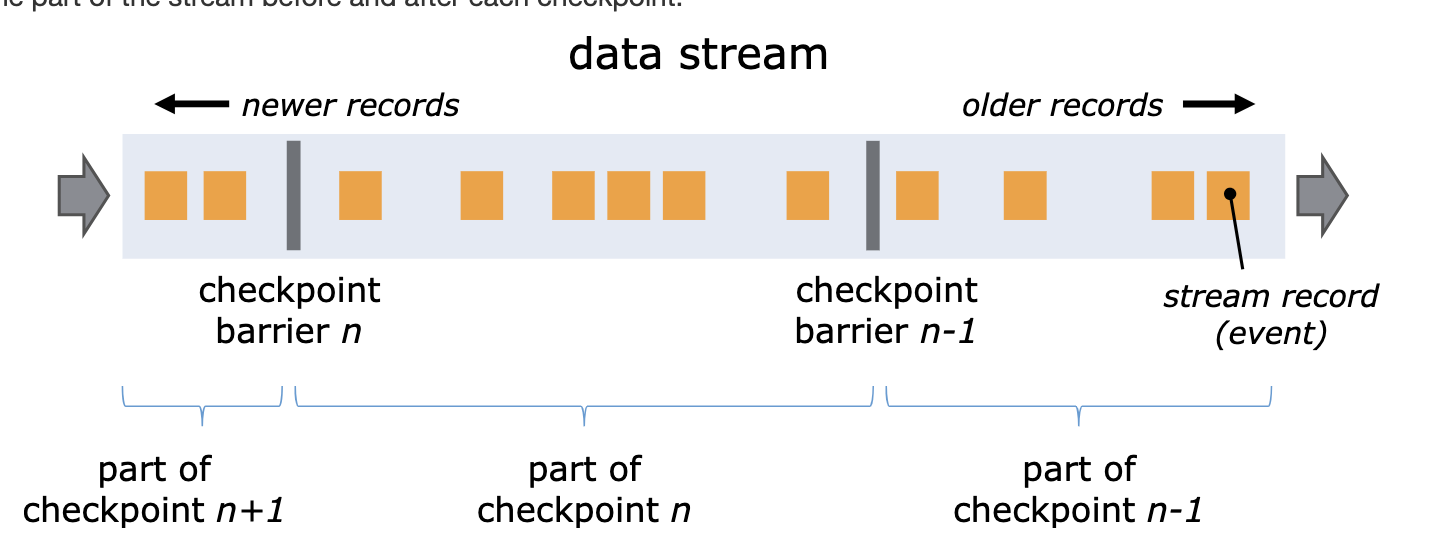 the part of the stream before and after each checkpoint.
data stream
newer records
older records
checkpoint
barrier n
checkpoint
barrier n-1
stream record
(event)
part of
checkpoint n+1
part of
checkpoint n
part of
checkpoint n-1